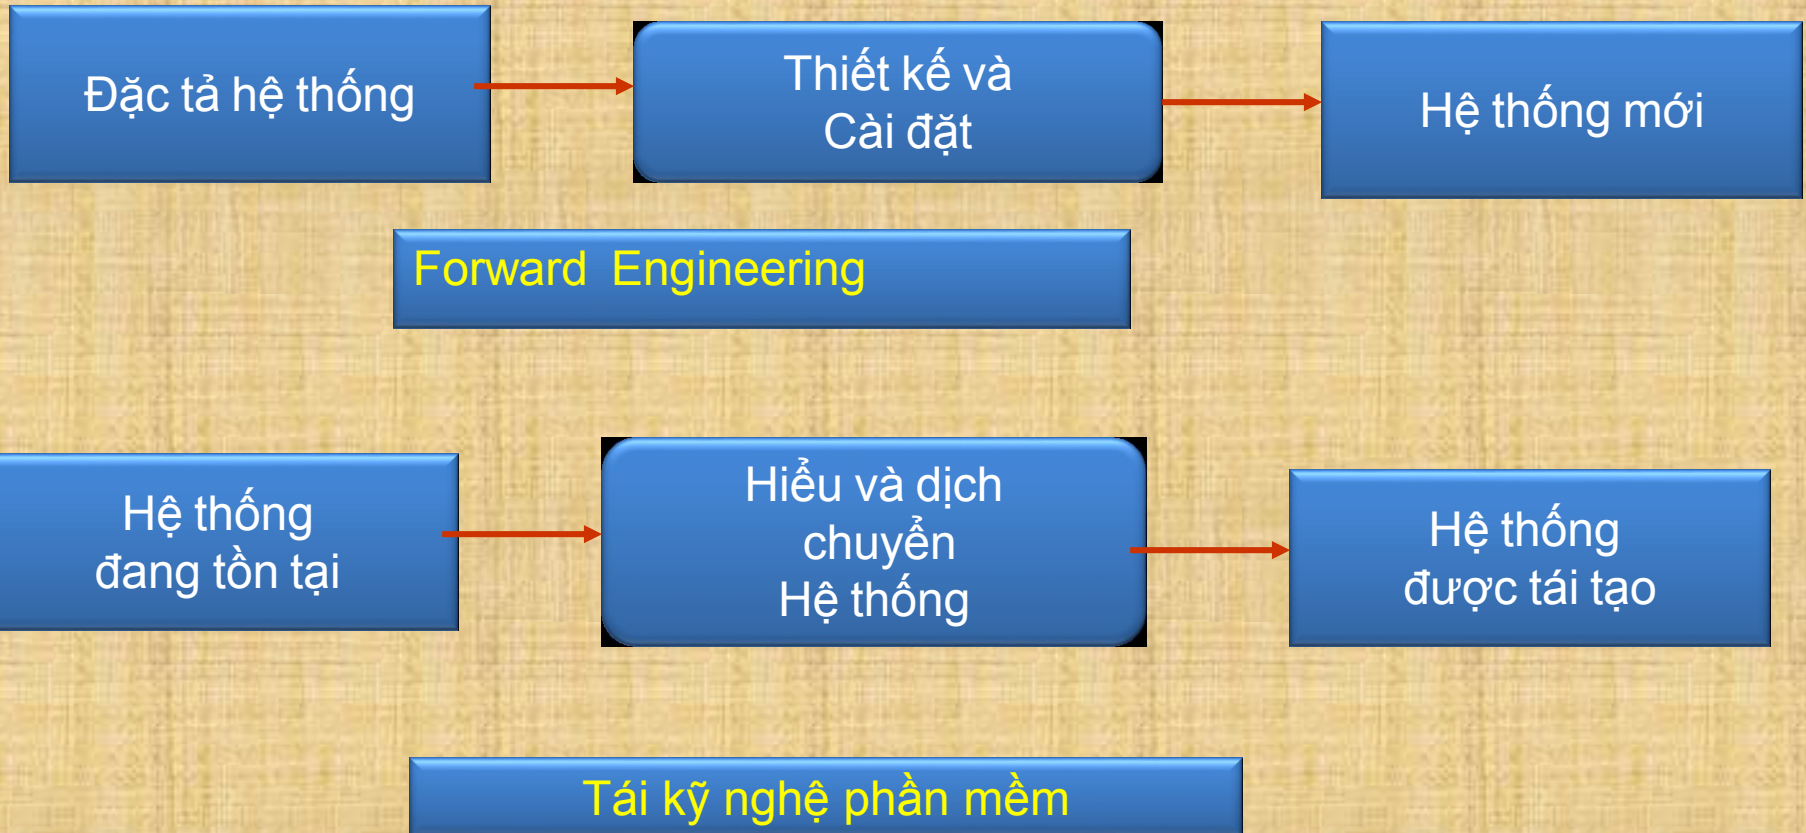 Đặc tả hệ thống
Thiết kế và
Cài đặt
Hệ thống mới
Forward Engineering
Hệ thống
đang tồn tại
Hiểu và dịch
chuyển
Hệ thống
Hệ thống
được tái tạo
Tái kỹ nghệ phần mềm